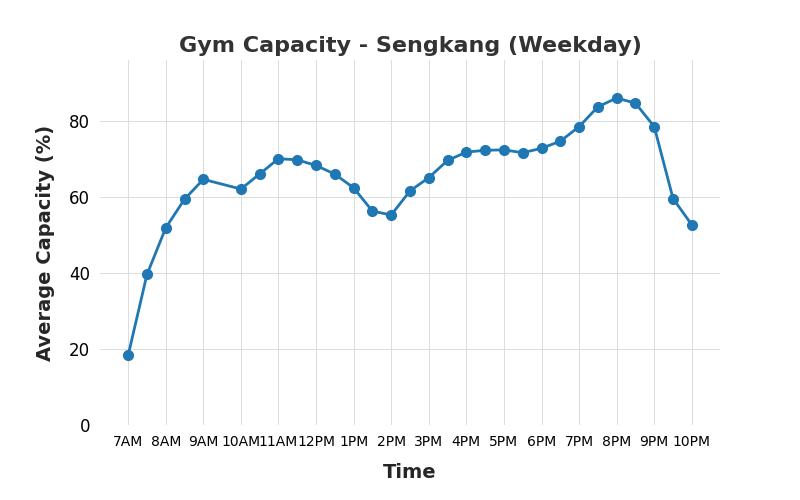 Gym Capacity - Sengkang (Weekday)
Average Capacity (%)
80
60
40
20
0
7AM 8AM 9AM 10AM 11AM 12PM 1PM 2PM 3PM 4PM 5PM 6PM 7PM 8PM 9PM 10PM
Time